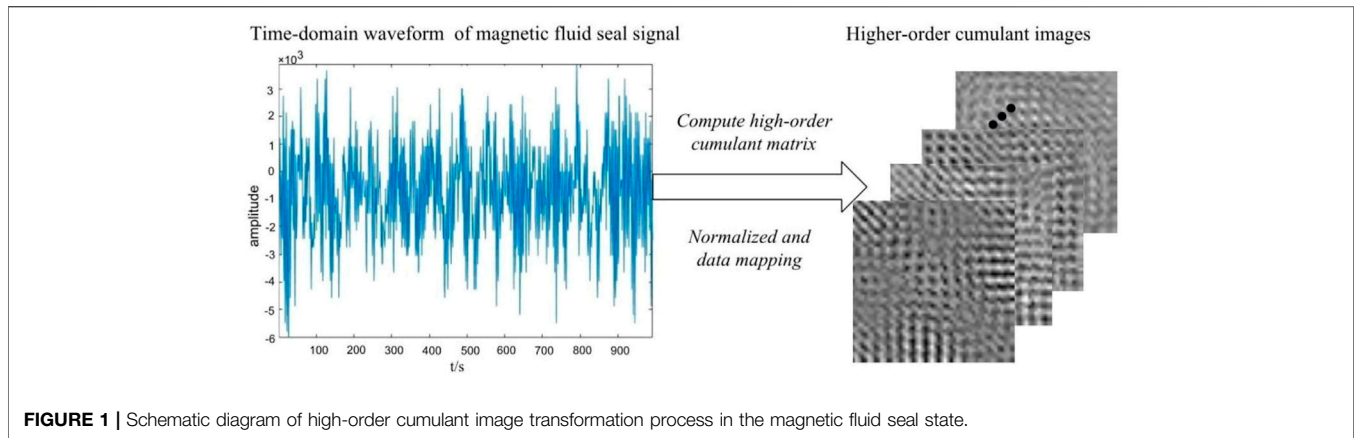 Time-domain waveform of magnetic fluid seal signal
Higher-order cumulant images
×10³
3
2
1
0
-1
-2
-3
-4
-5
-6
amplitude
100 200 300 400 500 600 700 800 900
t/s
Compute high-order
cumulant matrix
Normalized and
data mapping
FIGURE 1 | Schematic diagram of high-order cumulant image transformation process in the magnetic fluid seal state.